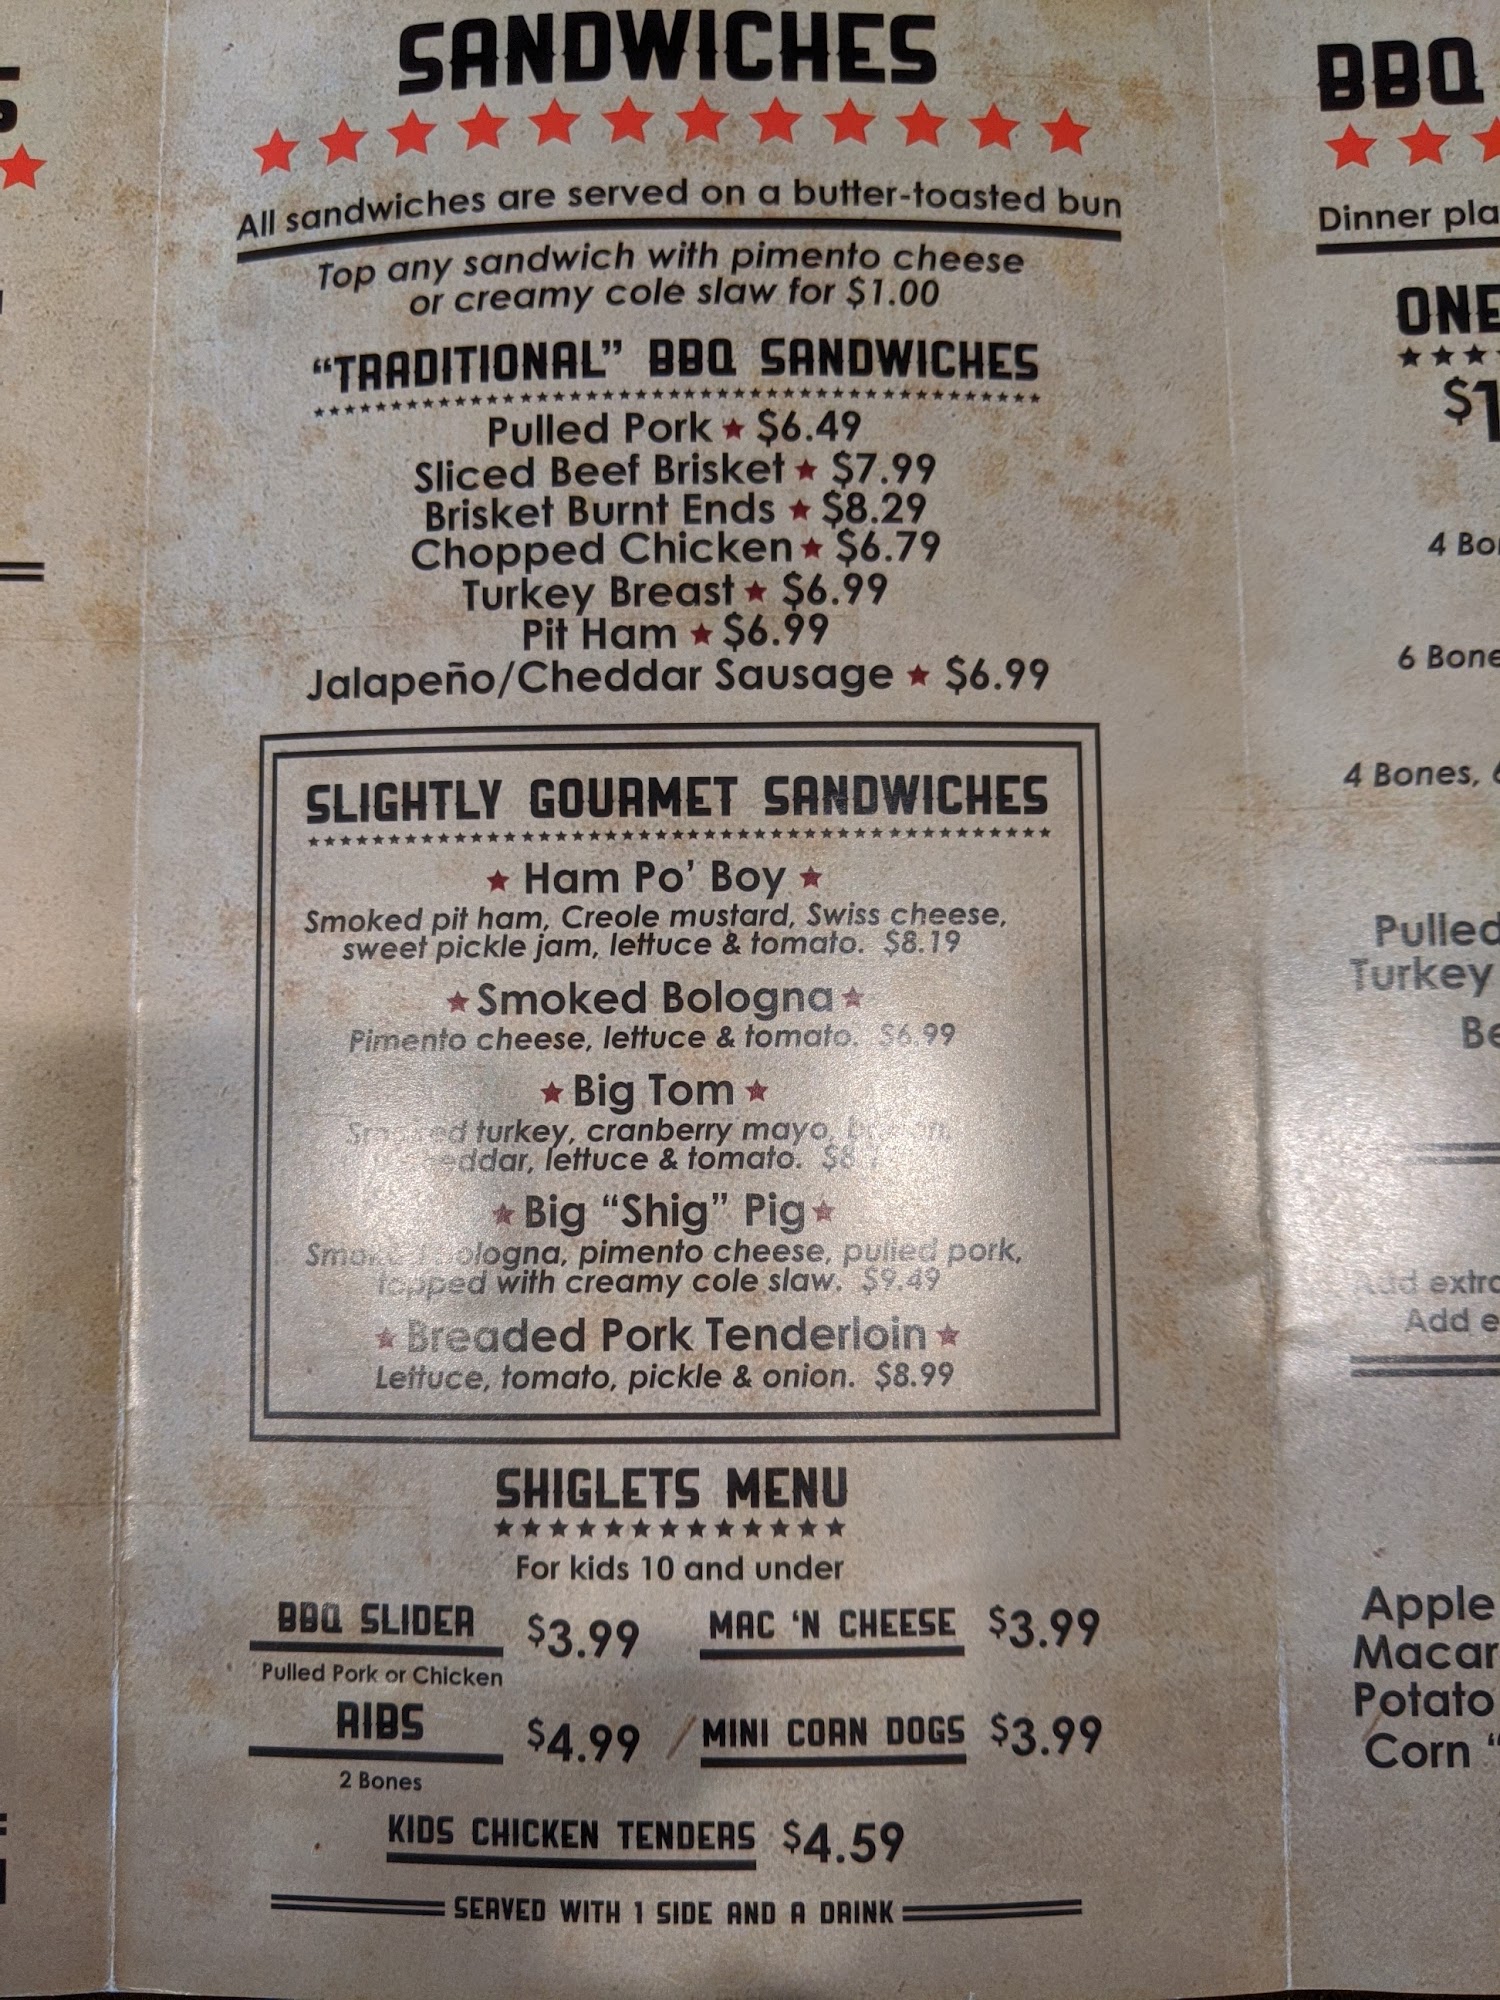 SANDWICHES
All sandwiches are served on a butter-toasted bun
Top any sandwich with pimento cheese
or creamy cole slaw for $1.00
"TRADITIONAL" BBQ SANDWICHES
Pulled Pork ★ $6.49
Sliced Beef Brisket ★ $7.99
Brisket Burnt Ends ★ $8.29
Chopped Chicken ★ $6.79
Turkey Breast ★ $6.99
Pit Ham ★ $6.99
Jalapeño/Cheddar Sausage ★ $6.99
SLIGHTLY GOURMET SANDWICHES
★ Ham Po' Boy ★
Smoked pit ham, Creole mustard, Swiss cheese,
sweet pickle jam, lettuce & tomato. $8.19
★ Smoked Bologna ★
Pimento cheese, lettuce & tomato. $6.99
★ Big Tom ★
Smoked turkey, cranberry mayo,
lettuce & tomato.
★ Big "Shig" Pig ★
Smoked bologna, pimento cheese, pulled pork,
topped with creamy cole slaw. $9.49
★ Breaded Pork Tenderloin ★
Lettuce, tomato, pickle & onion. $8.99
SHIGLETS MENU
For kids 10 and under
BBQ SLIDER $3.99
Pulled Pork or Chicken
MAC 'N CHEESE $3.99
RIBS $4.99
2 Bones
MINI CORN DOGS $3.99
KIDS CHICKEN TENDERS $4.59
SERVED WITH 1 SIDE AND A DRINK
BBQ
Dinner
ONE
4
6
4 Bones,
Pulled
Turkey
extra
Add
Apple
Potato
Corn "